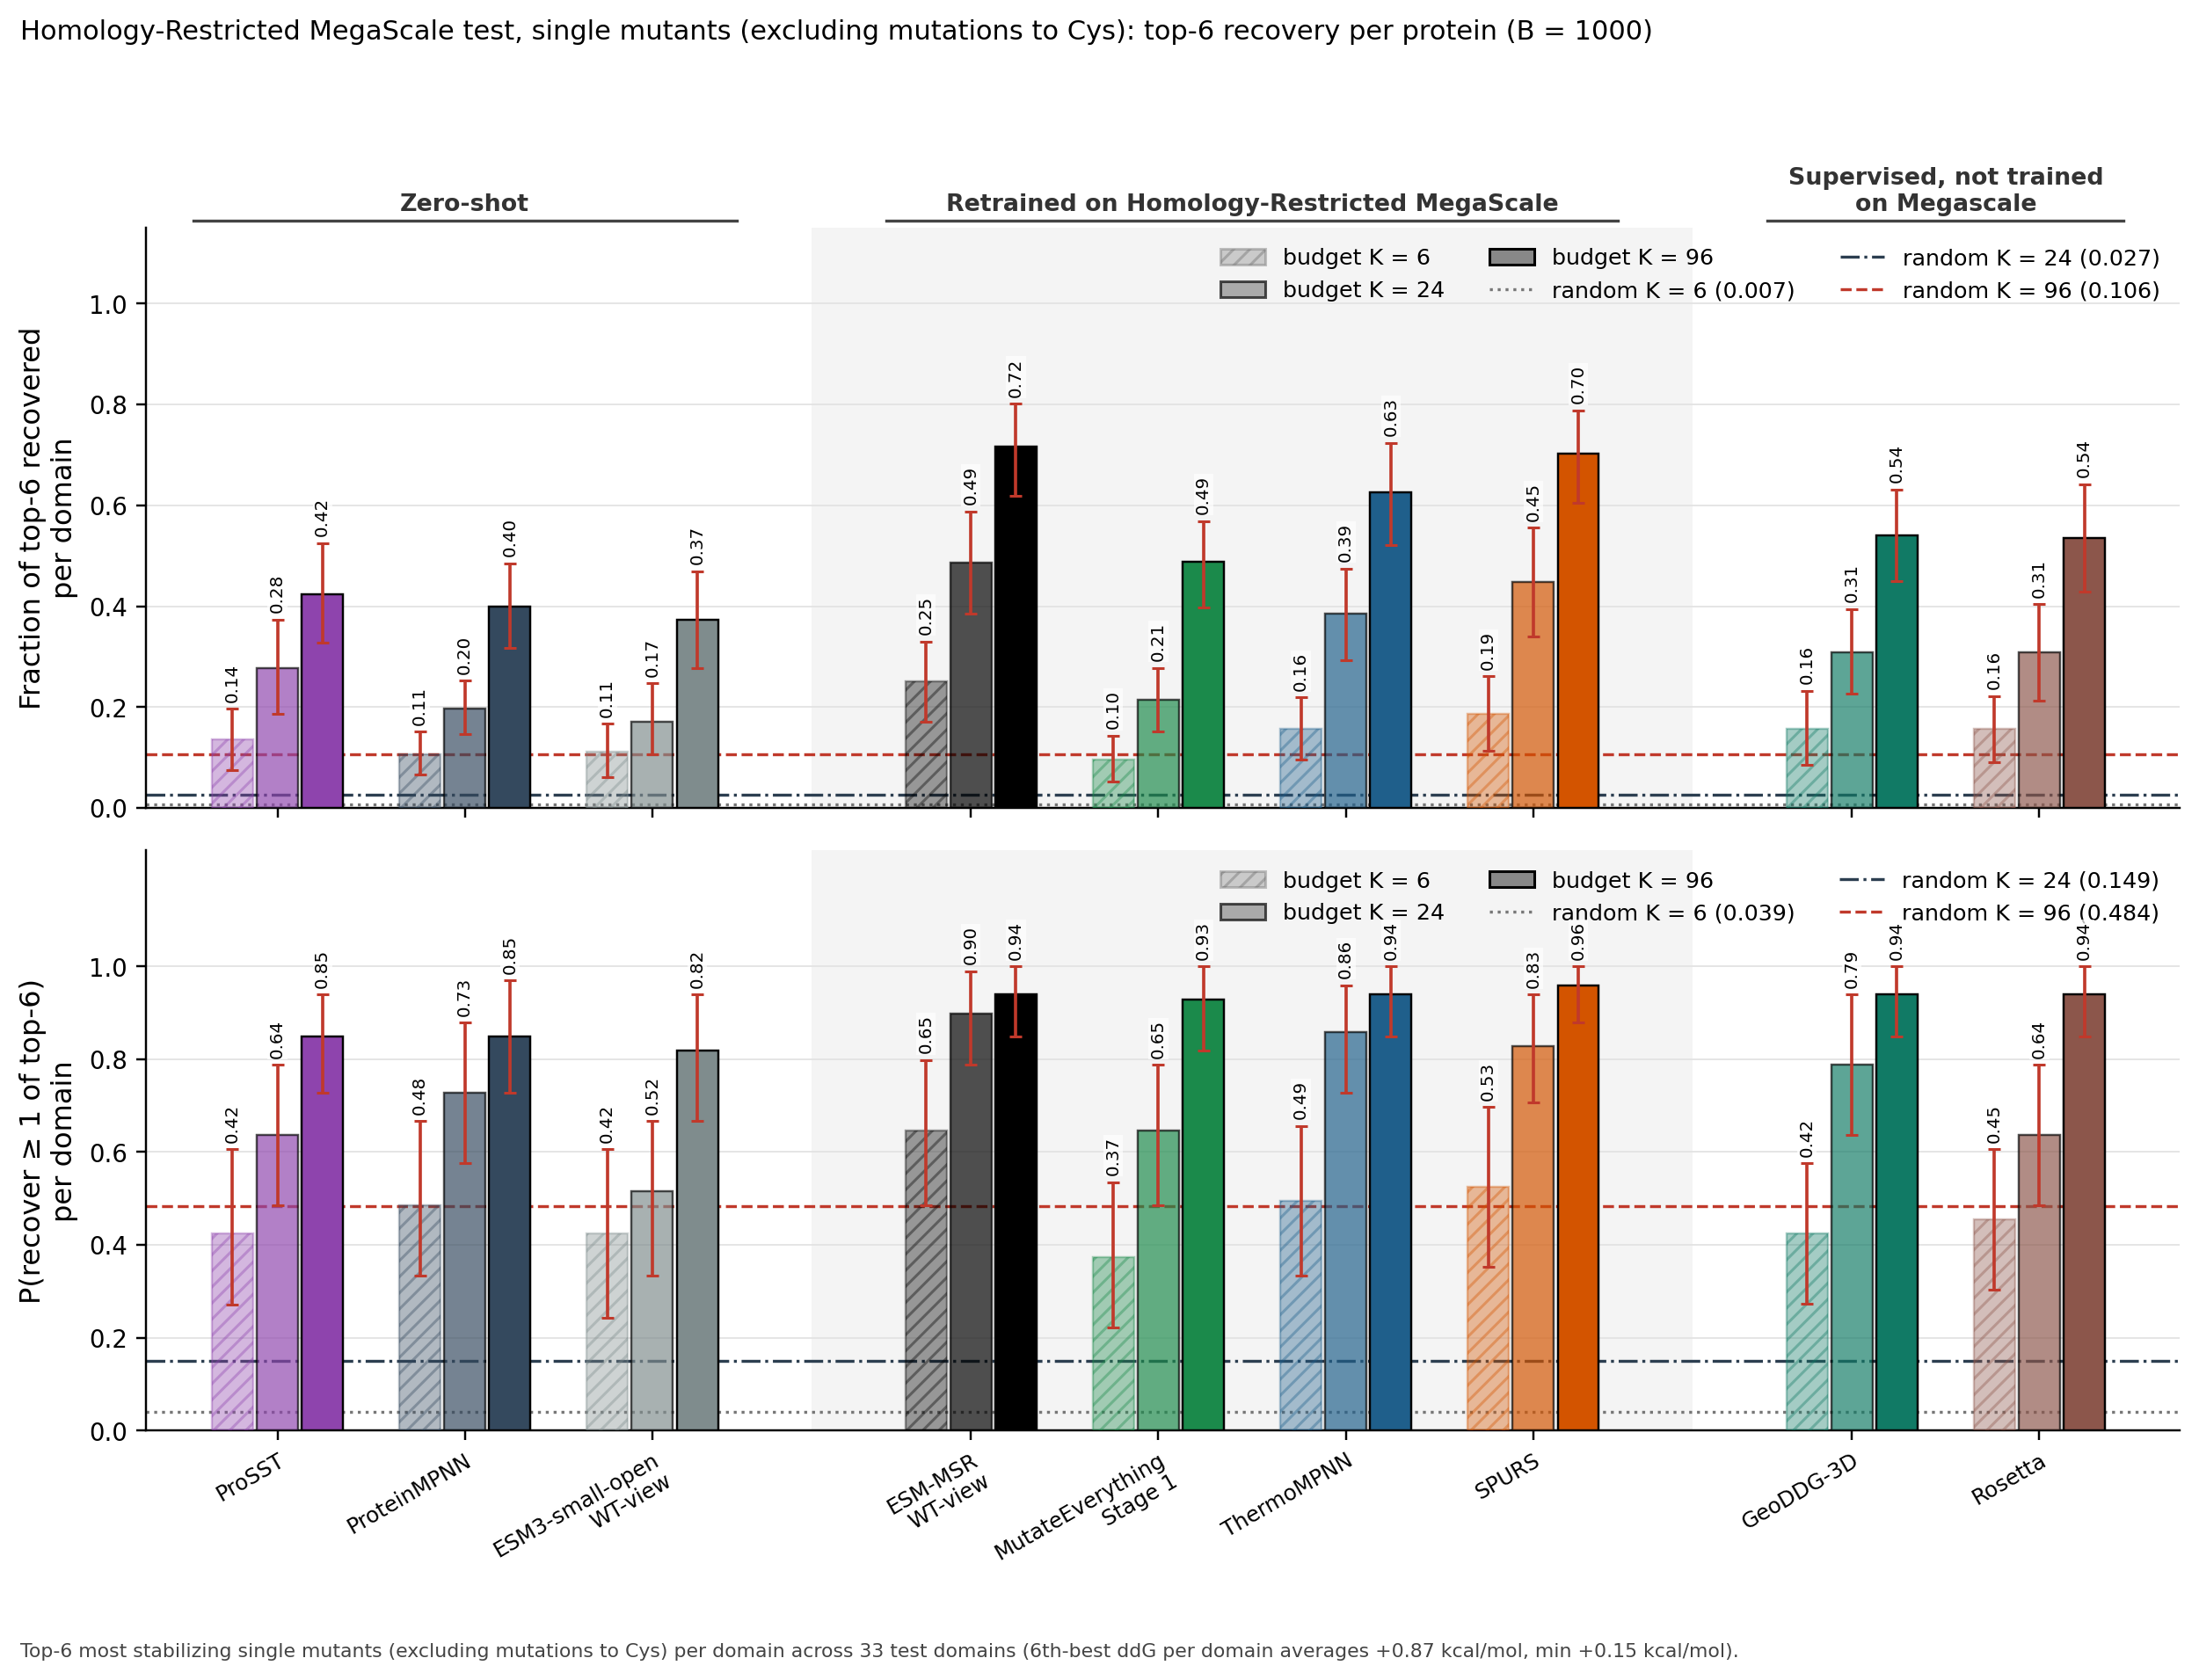 Homology-Restricted MegaScale test, single mutants (excluding mutations to Cys): top-6 recovery per protein (B = 1000)
Zero-shot
Retrained on Homology-Restricted MegaScale
Supervised, not trained
on Megascale
budget K = 6
budget K = 24
budget K = 96
random K = 6 (0.007)
random K = 24 (0.027)
random K = 96 (0.106)
Fraction of top-6 recovered
per domain
1.0
0.8
0.6
0.4
0.2
0.0
0.14
0.28
0.42
0.11
0.20
0.40
0.11
0.17
0.37
0.25
0.49
0.72
0.10
0.21
0.49
0.16
0.39
0.63
0.19
0.45
0.70
0.16
0.31
0.54
0.16
0.31
0.54
budget K = 6
budget K = 24
budget K = 96
random K = 6 (0.039)
random K = 24 (0.149)
random K = 96 (0.484)
P(recover ≥ 1 of top-6)
per domain
1.0
0.8
0.6
0.4
0.2
0.0
0.42
0.64
0.85
0.48
0.73
0.85
0.42
0.52
0.82
0.65
0.90
0.94
0.37
0.65
0.93
0.49
0.86
0.94
0.53
0.83
0.96
0.42
0.79
0.94
0.45
0.64
0.94
ProSST
ProteinMPNN
ESM3-small-open
WT-view
ESM-MSR
WT-view
MutateEverything
Stage 1
ThermoMPNN
SPURS
GeoDDG-3D
Rosetta
Top-6 most stabilizing single mutants (excluding mutations to Cys) per domain across 33 test domains (6th-best ddG per domain averages +0.87 kcal/mol, min +0.15 kcal/mol).